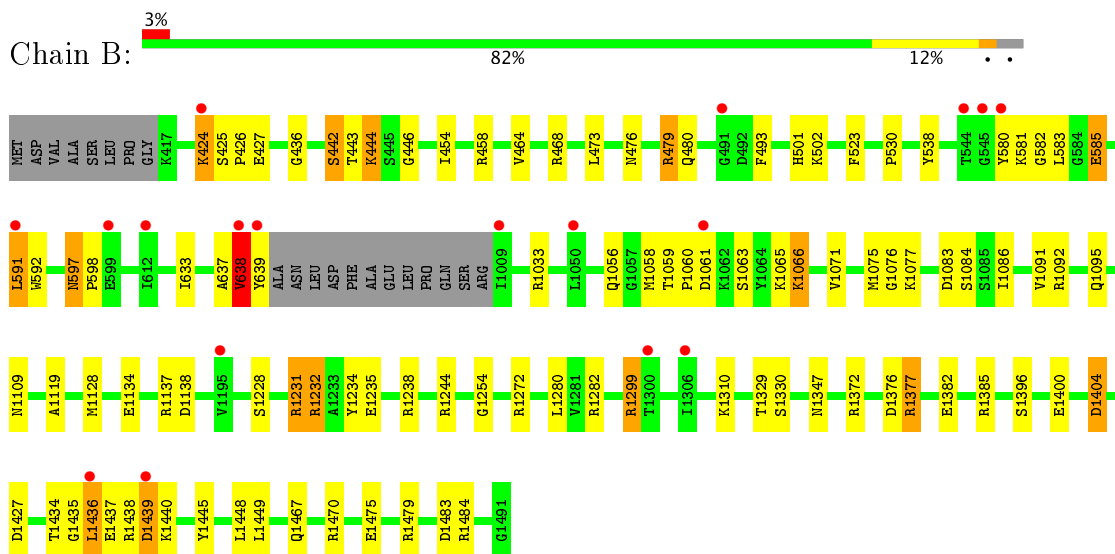 3%
Chain B:
82% 12% • •
MET ASP VAL ALA SER LEU PRO GLY K417 K424 S425 P426 E427 G436 S442 T443 K444 S445 G446 I454 R458 V464 R468 L473 N476 R479 Q480 G491 D492 F493 H501 K502 F523 P530 Y538 T544 G545 Y580 K581 G582 L583 G584 E585
L591 W592 N597 P598 E599 I612 I633 A637 V638 Y639 ALA ASN LEU ASP PHE ALA GLU LEU PRO GLN SER ARG I1009 R1033 L1050 Q1056 G1057 M1058 T1059 P1060 D1061 K1062 S1063 Y1064 K1065 K1066 V1071 M1075 G1076 K1077 D1083 S1084 S1085 I1086 V1091 R1092 Q1095
N1109 A1119 M1128 E1134 R1137 D1138 V1195 S1228 R1231 R1232 A1233 Y1234 E1235 R1238 R1244 G1254 R1272 L1280 V1281 R1282 R1299 T1300 I1306 K1310 T1329 S1330 N1347 R1372 D1376 R1377 E1382 R1385 S1396 E1400 D1404
D1427 T1434 G1435 L1436 E1437 R1438 D1439 K1440 Y1445 L1448 L1449 Q1467 R1470 E1475 R1479 D1483 R1484 G1491